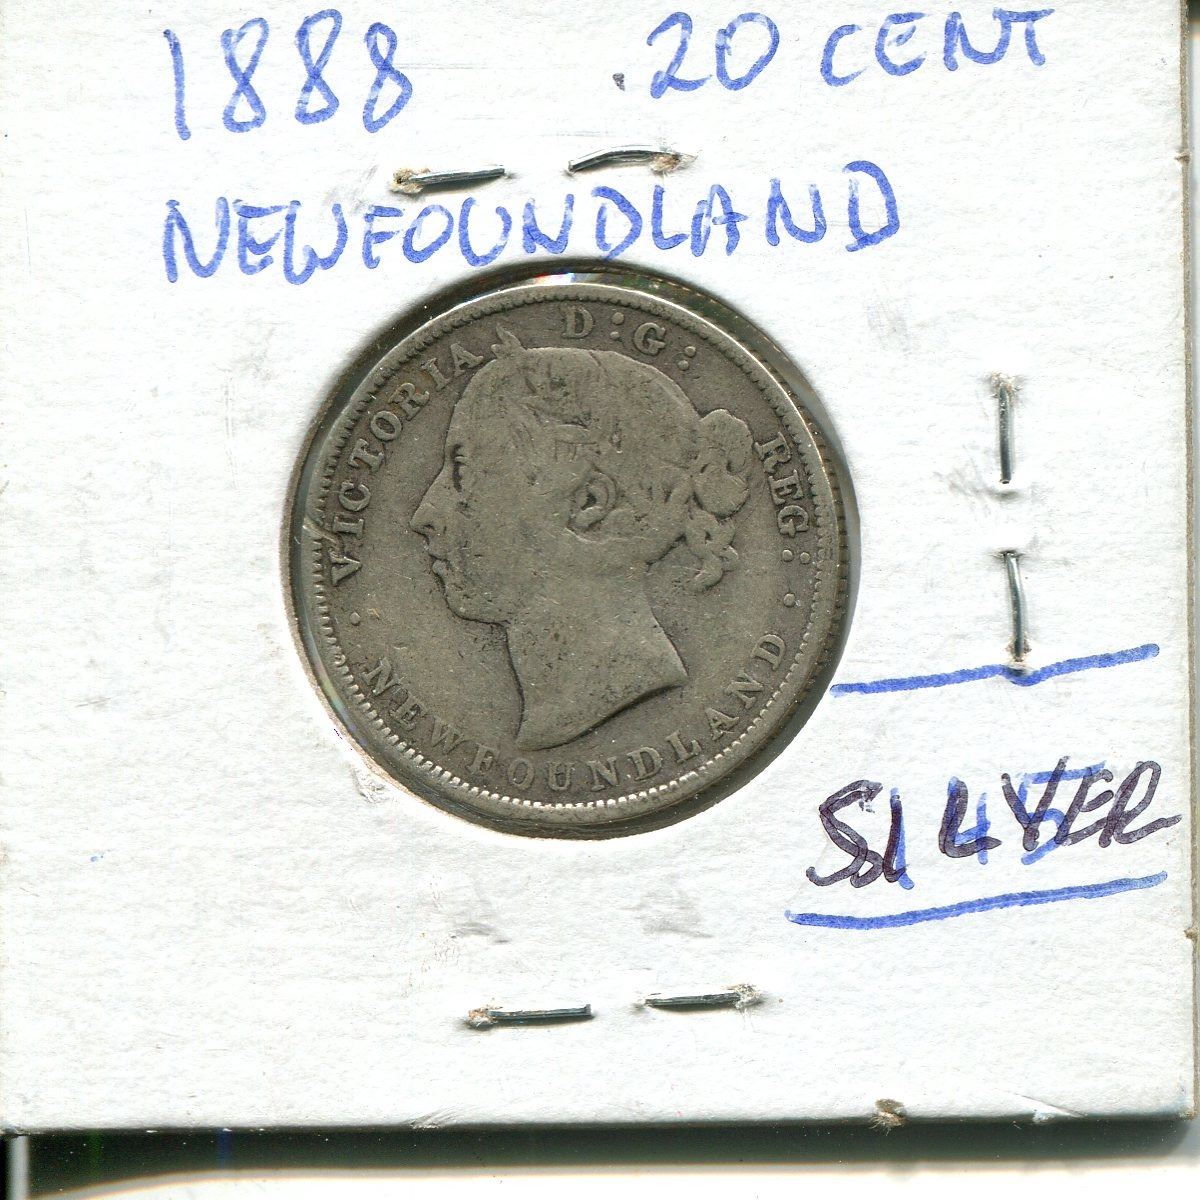 1888 .20 CENT
NEWFOUNDLAND
VICTORIA D:G: REG:
NEWFOUNDLAND
SILVER